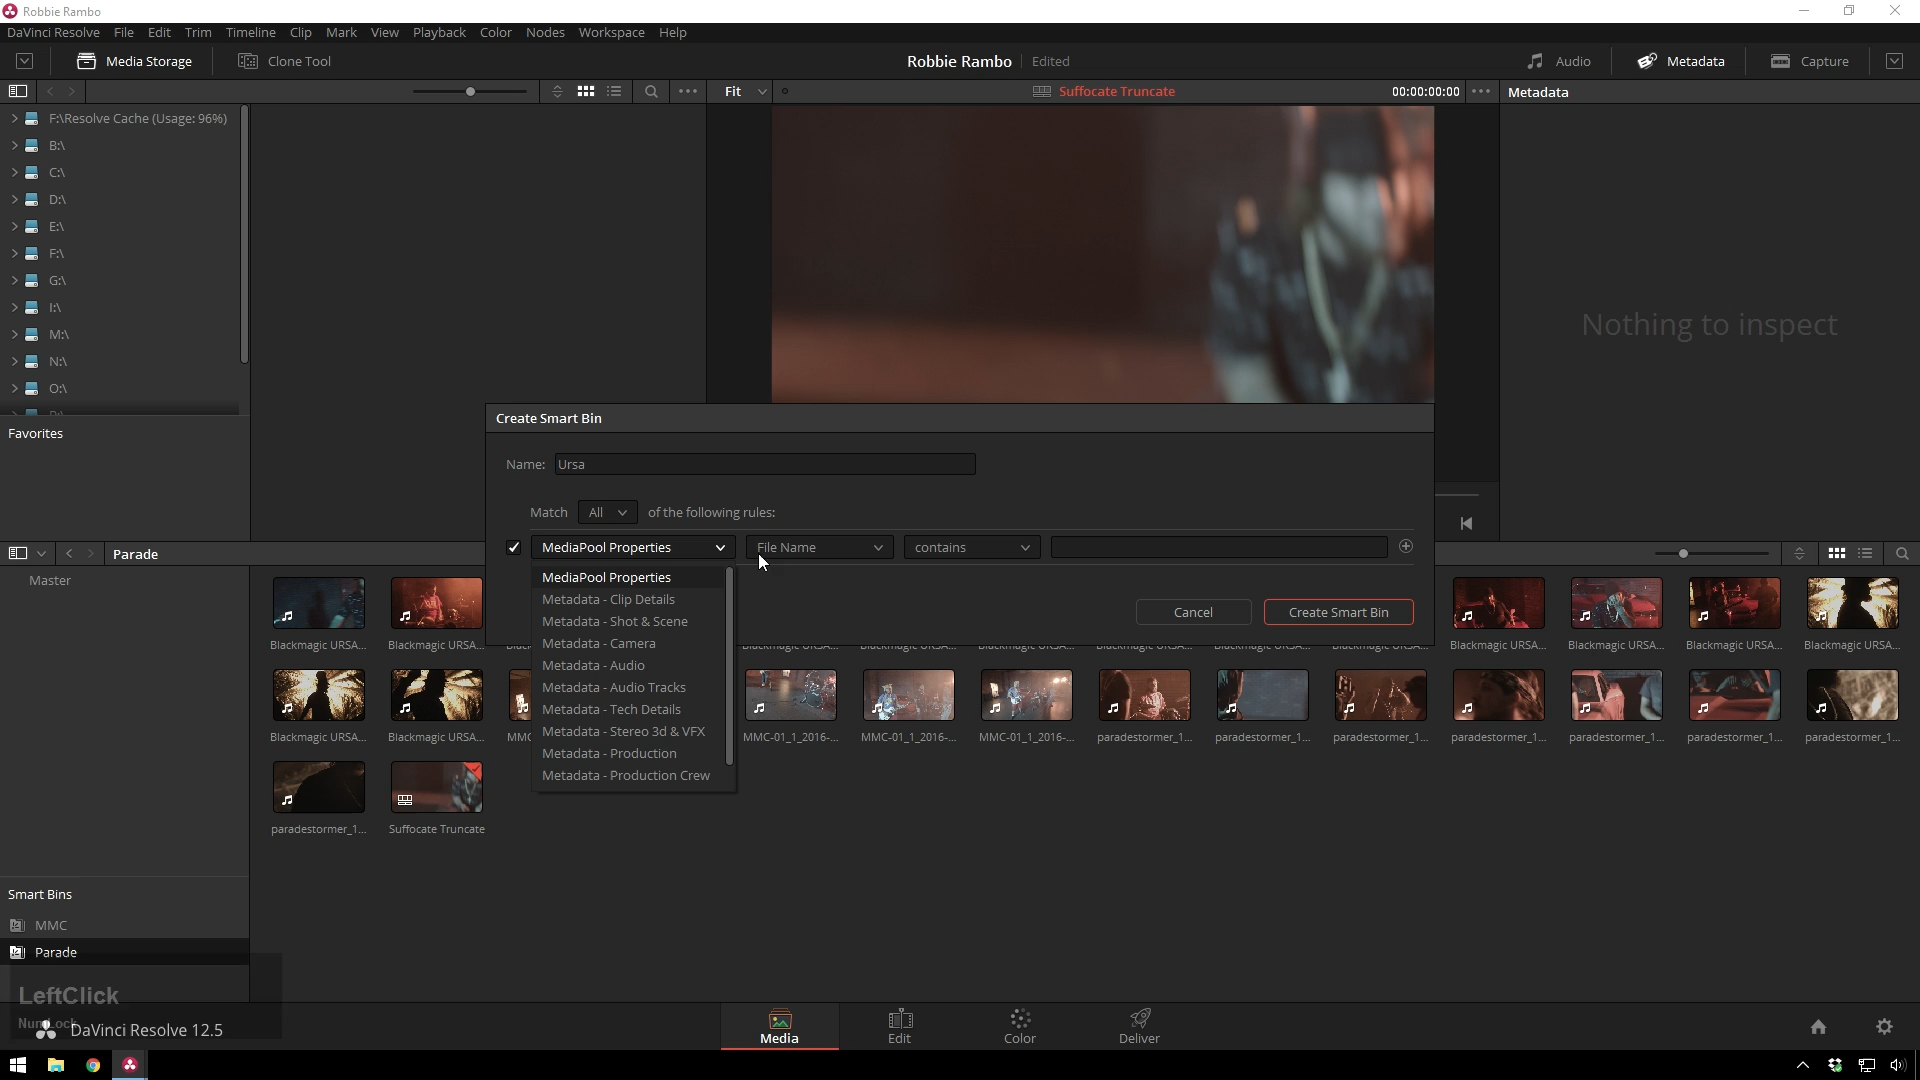 Robbie Rambo
DaVinci Resolve File Edit Trim Timeline Clip Mark View Playback Color Nodes Workspace Help
Media Storage Clone Tool Robbie Rambo Edited Audio Metadata Capture
Fit Suffocate Truncate 00:00:00:00 Metadata
F:\Resolve Cache (Usage: 96%)
B:\
C:\
D:\
E:\
F:\
G:\
I:\
M:\
N:\
O:\
Nothing to inspect
Favorites
Create Smart Bin
Name: Ursa
Match All of the following rules:
MediaPool Properties File Name contains
MediaPool Properties
Metadata - Clip Details
Metadata - Shot & Scene
Metadata - Camera
Metadata - Audio
Metadata - Audio Tracks
Metadata - Tech Details
Metadata - Stereo 3d & VFX
Metadata - Production
Metadata - Production Crew
Cancel Create Smart Bin
Parade
Master
Blackmagic URSA... Blackmagic URSA... Blackmagic URSA... Blackmagic URSA... Blackmagic URSA... Blackmagic URSA...
Blackmagic URSA... Blackmagic URSA... MMC-01_1_2016-... MMC-01_1_2016-... MMC-01_1_2016-... paradestormer_1... paradestormer_1... paradestormer_1... paradestormer_1... paradestormer_1... paradestormer_1... paradestormer_1...
paradestormer_1... Suffocate Truncate
Smart Bins
MMC
Parade
LeftClick
NumLock
DaVinci Resolve 12.5
Media Edit Color Deliver